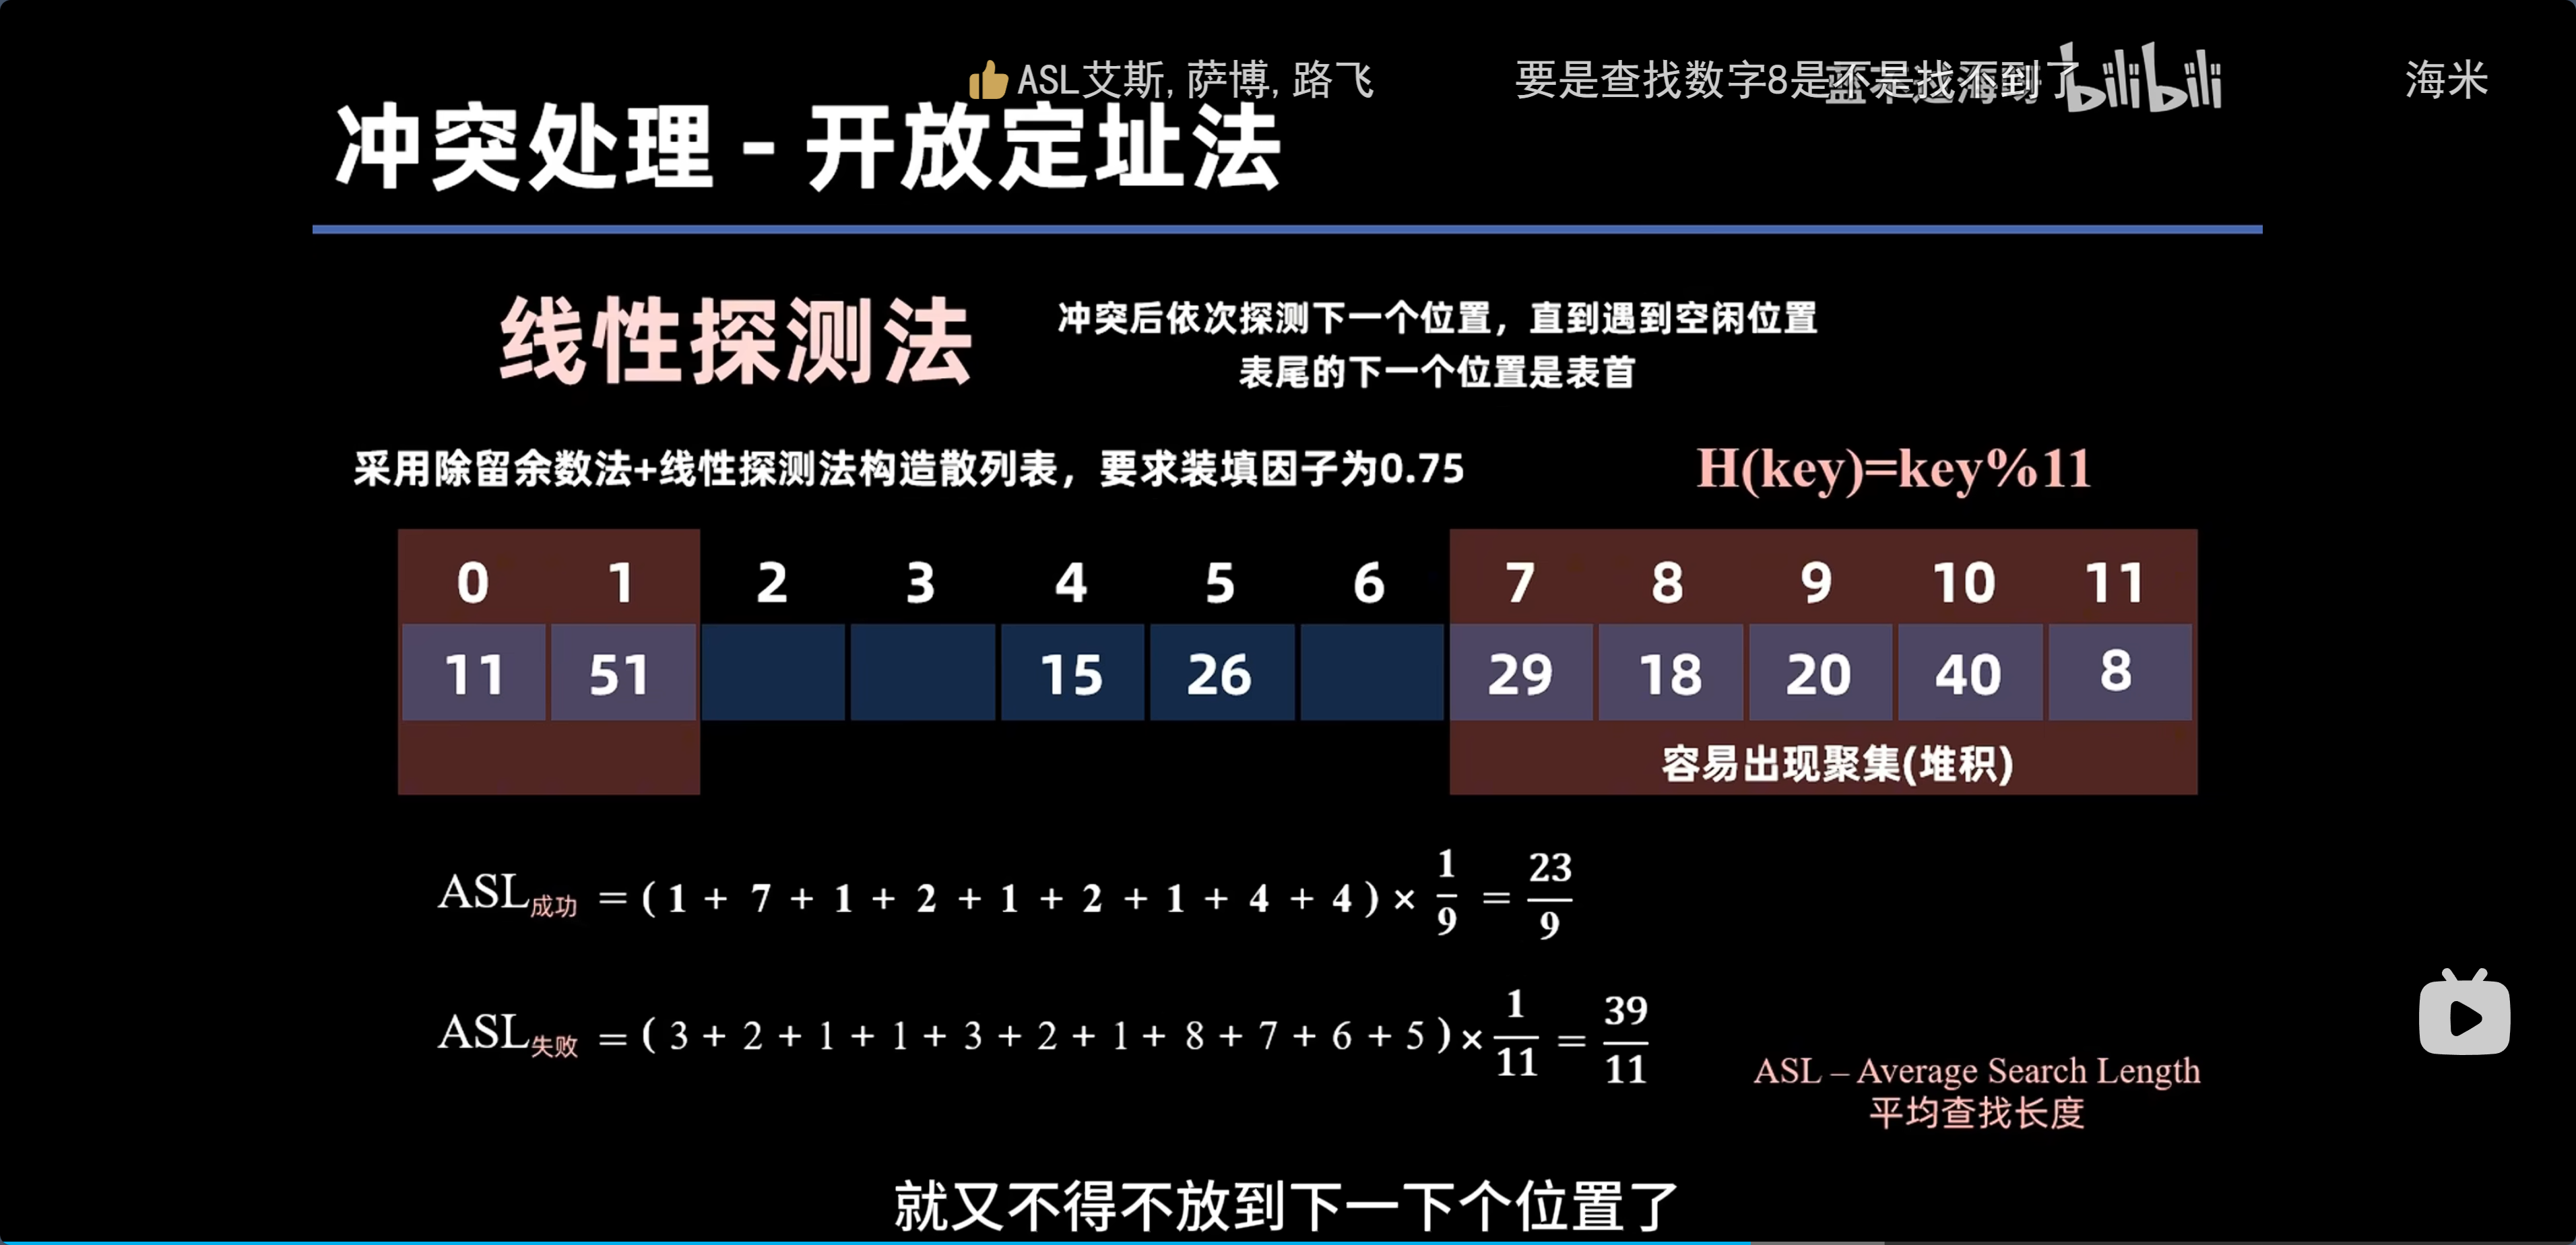 ASL艾斯,萨博,路飞 要是查找数字8是不是找不到了 bilibili 海米
冲突处理 - 开放定址法
线性探测法
冲突后依次探测下一个位置，直到遇到空闲位置
表尾的下一个位置是表首
采用除留余数法+线性探测法构造散列表，要求装填因子为0.75 H(key)=key%11
0 1 2 3 4 5 6 7 8 9 10 11
11 51 15 26 29 18 20 40 8
容易出现聚集(堆积)
ASL成功 = ( 1 + 7 + 1 + 2 + 1 + 2 + 1 + 4 + 4 ) × 1/9 = 23/9
ASL失败 = ( 3 + 2 + 1 + 1 + 3 + 2 + 1 + 8 + 7 + 6 + 5 ) × 1/11 = 39/11
ASL – Average Search Length
平均查找长度
就又不得不放到下一下个位置了